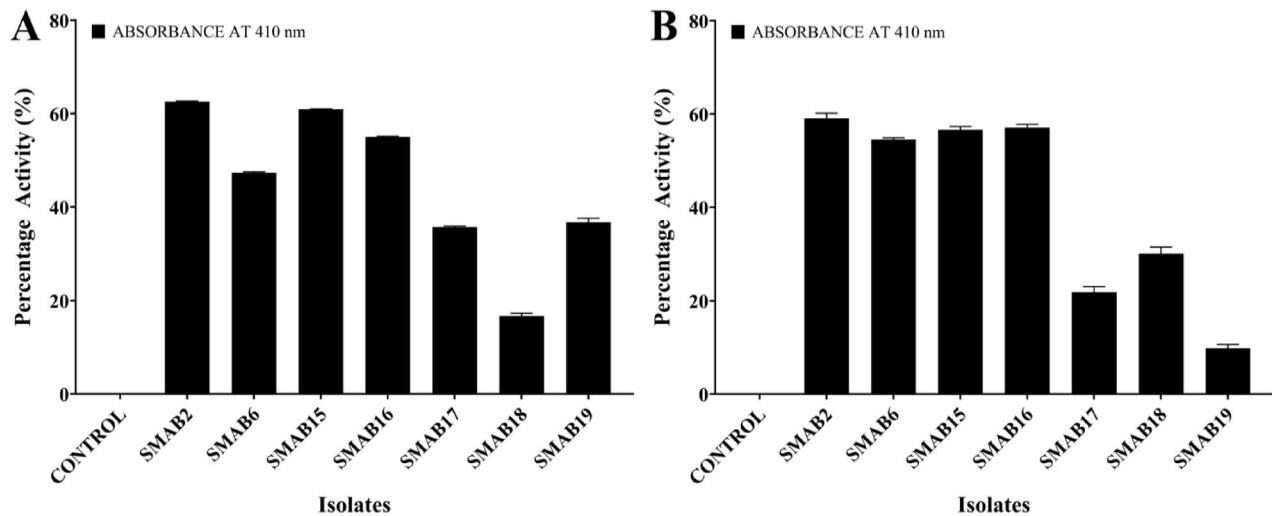 A
ABSORBANCE AT 410 nm
Percentage Activity (%)
80
60
40
20
0
CONTROL
SMAB2
SMAB6
SMAB15
SMAB16
SMAB17
SMAB18
SMAB19
Isolates
B
ABSORBANCE AT 410 nm
Percentage Activity (%)
80
60
40
20
0
CONTROL
SMAB2
SMAB6
SMAB15
SMAB16
SMAB17
SMAB18
SMAB19
Isolates